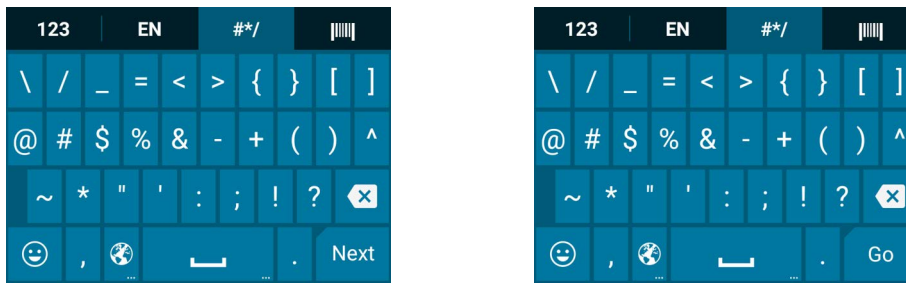 123 EN #*/
\ / _ = < > { } [ ]
@ # $ % & - + ( ) ^
~ * " ' : ; ! ?
, . Next
123 EN #*/
\ / _ = < > { } [ ]
@ # $ % & - + ( ) ^
~ * " ' : ; ! ?
, . Go